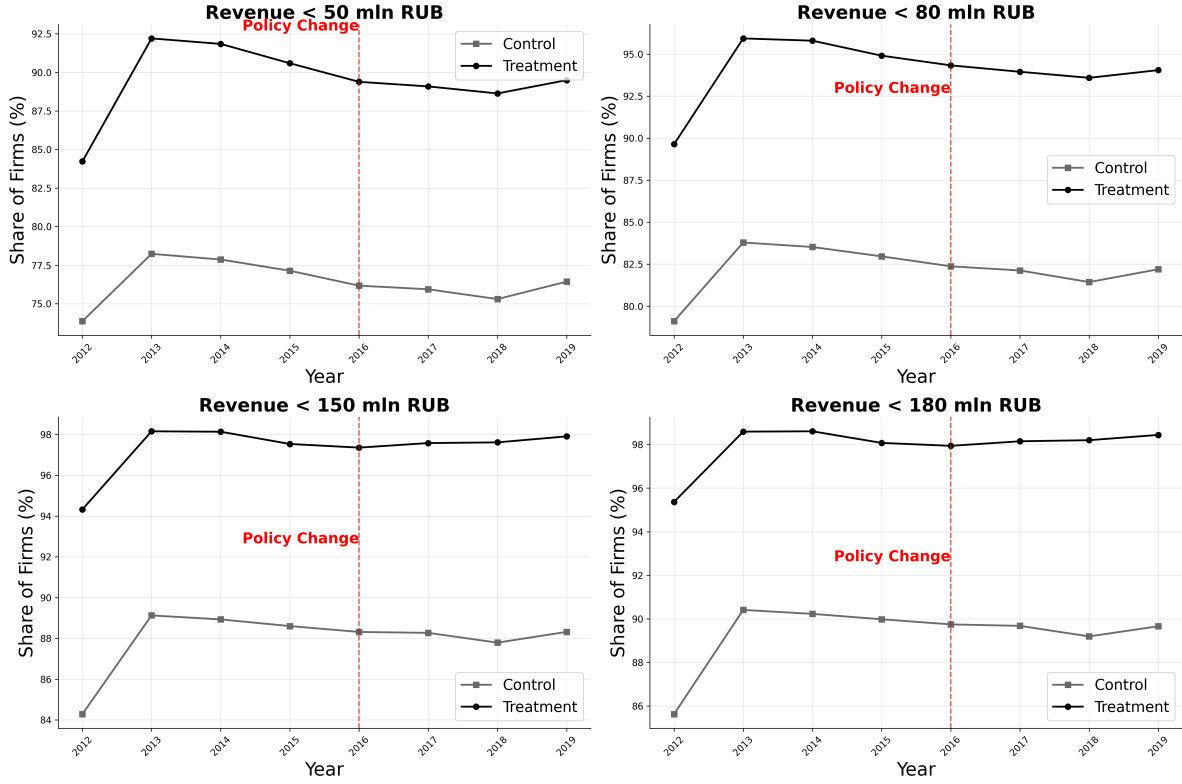 Revenue < 50 mln RUB
Policy Change
Control
Treatment
Share of Firms (%)
92.5
90.0
87.5
85.0
82.5
80.0
77.5
75.0
2012
2013
2014
2015
2016
2017
2018
2019
Year
Revenue < 80 mln RUB
Policy Change
Control
Treatment
Share of Firms (%)
95.0
92.5
90.0
87.5
85.0
82.5
80.0
2012
2013
2014
2015
2016
2017
2018
2019
Year
Revenue < 150 mln RUB
Policy Change
Control
Treatment
Share of Firms (%)
98
96
94
92
90
88
86
84
2012
2013
2014
2015
2016
2017
2018
2019
Year
Revenue < 180 mln RUB
Policy Change
Control
Treatment
Share of Firms (%)
98
96
94
92
90
88
86
2012
2013
2014
2015
2016
2017
2018
2019
Year